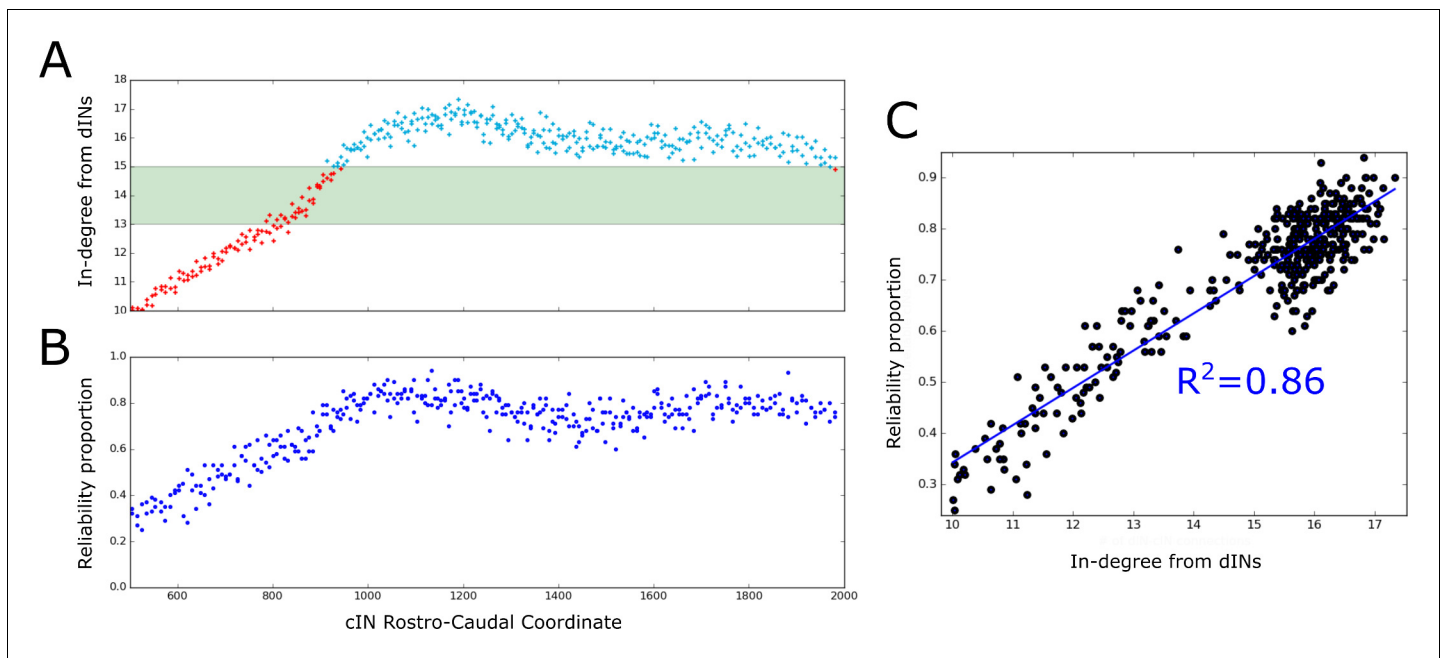 A
In-degree from dINs
18
17
16
15
14
13
12
11
10
B
Reliability proportion
1.0
0.8
0.6
0.4
0.2
0.0
600 800 1000 1200 1400 1600 1800 2000
cIN Rostro-Caudal Coordinate
C
Reliability proportion
0.9
0.8
0.7
0.6
0.5
0.4
0.3
R²=0.86
10 11 12 13 14 15 16 17
In-degree from dINs